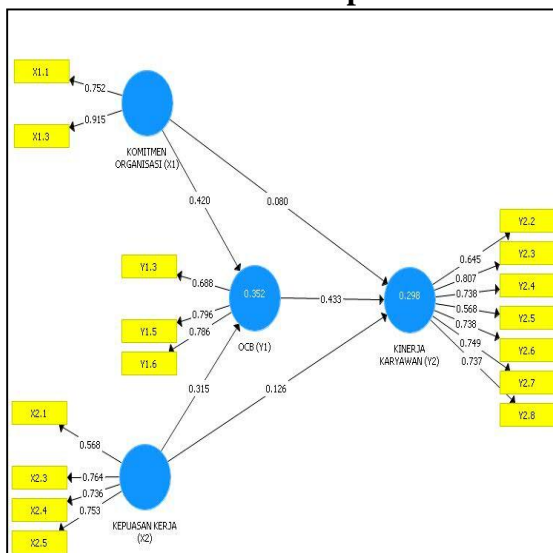 X1.1
0.752
X1.3
0.915
KOMITMEN
ORGANISASI (X1)
0.420
0.080
Y1.3
0.688
Y1.5
0.796
Y1.6
0.786
0.352
OCB (Y1)
0.433
0.298
KINERJA
KARYAWAN (Y2)
Y2.2
0.645
Y2.3
0.807
Y2.4
0.738
Y2.5
0.568
Y2.6
0.738
Y2.7
0.749
Y2.8
0.737
0.315
0.126
X2.1
0.568
X2.3
0.764
X2.4
0.736
X2.5
0.753
KEPUASAN KERJA
(X2)